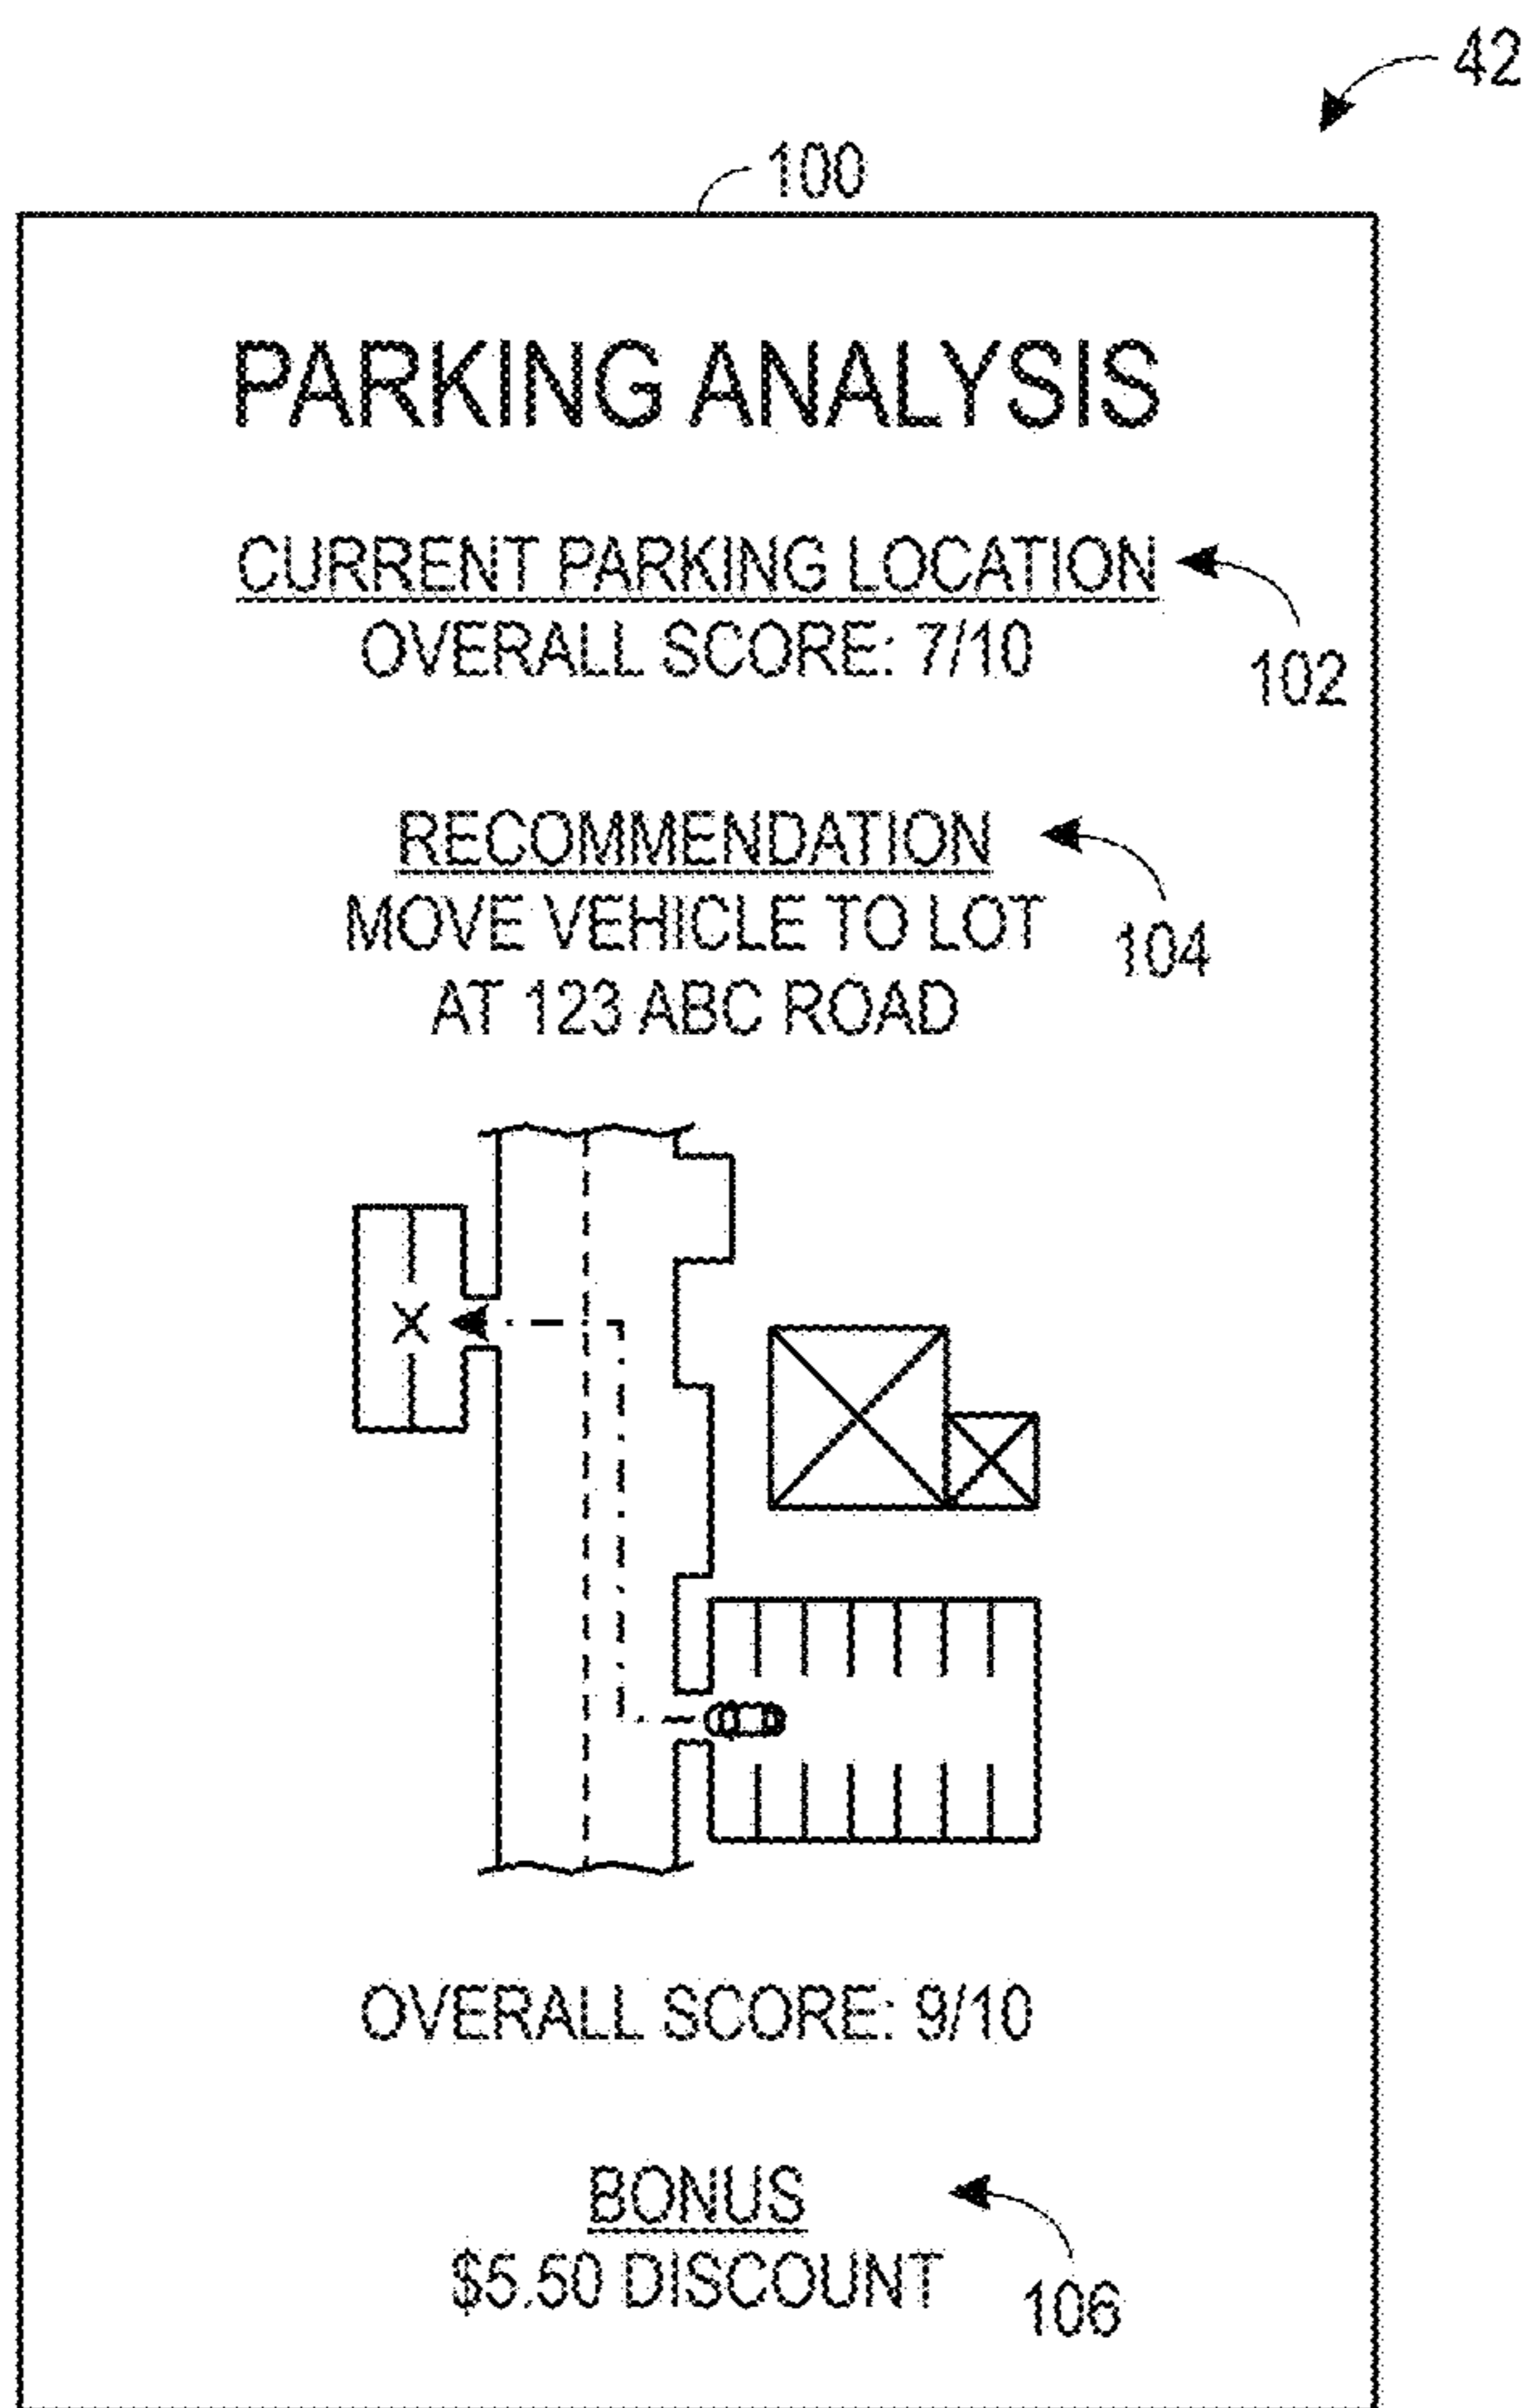 42
100
PARKING ANALYSIS
CURRENT PARKING LOCATION
OVERALL SCORE: 7/10
102
RECOMMENDATION
MOVE VEHICLE TO LOT
AT 123 ABC ROAD
104
X
OVERALL SCORE: 9/10
BONUS
$5.50 DISCOUNT
106